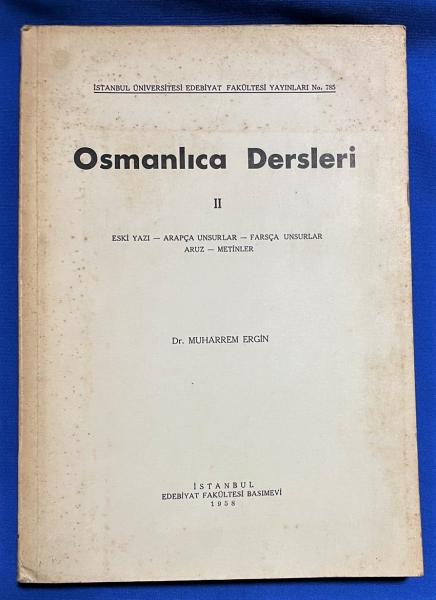 İSTANBUL ÜNİVERSİTESİ EDEBİYAT FAKÜLTESİ YAYINLARI No. 785
Osmanlıca Dersleri
II
ESKİ YAZI — ARAPÇA UNSURLAR — FARSÇA UNSURLAR
ARUZ — METİNLER
Dr. MUHARREM ERGİN
İSTANBUL
EDEBİYAT FAKÜLTESİ BASIMEVİ
1958